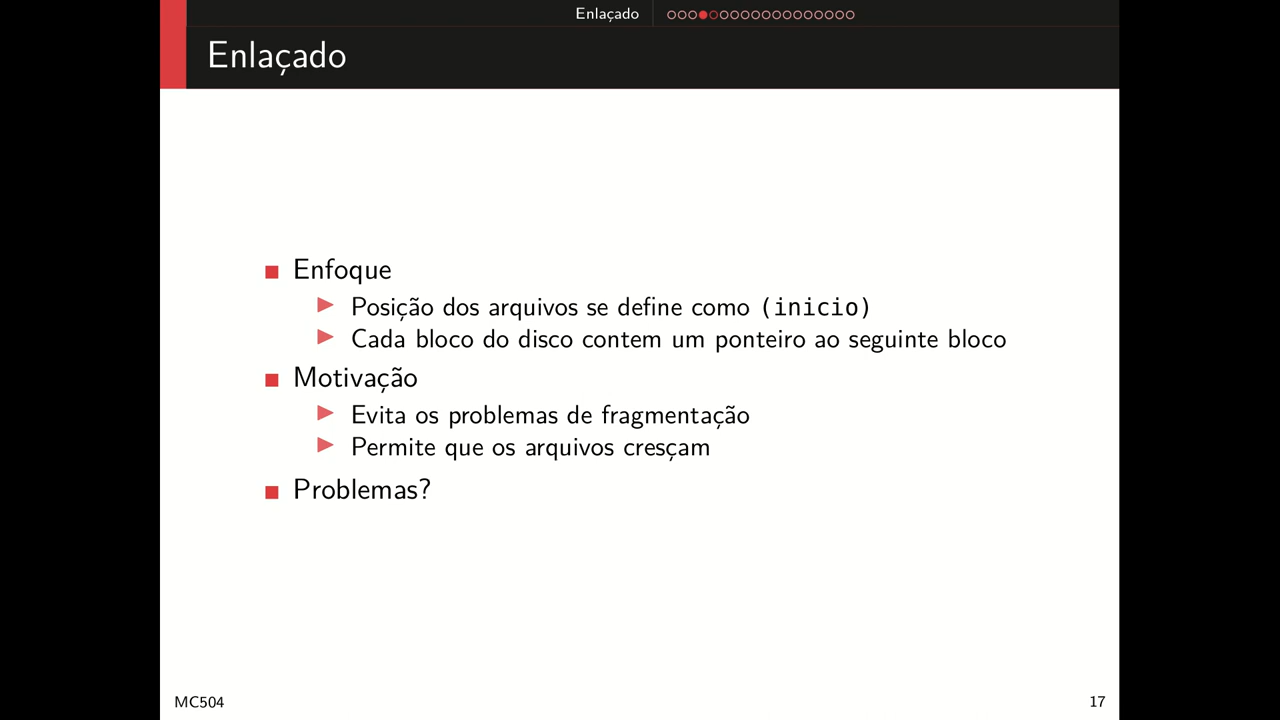 Enlaçado
Enlaçado
Enfoque
Posição dos arquivos se define como (inicio)
Cada bloco do disco contem um ponteiro ao seguinte bloco
Motivação
Evita os problemas de fragmentação
Permite que os arquivos cresçam
Problemas?
MC504
17